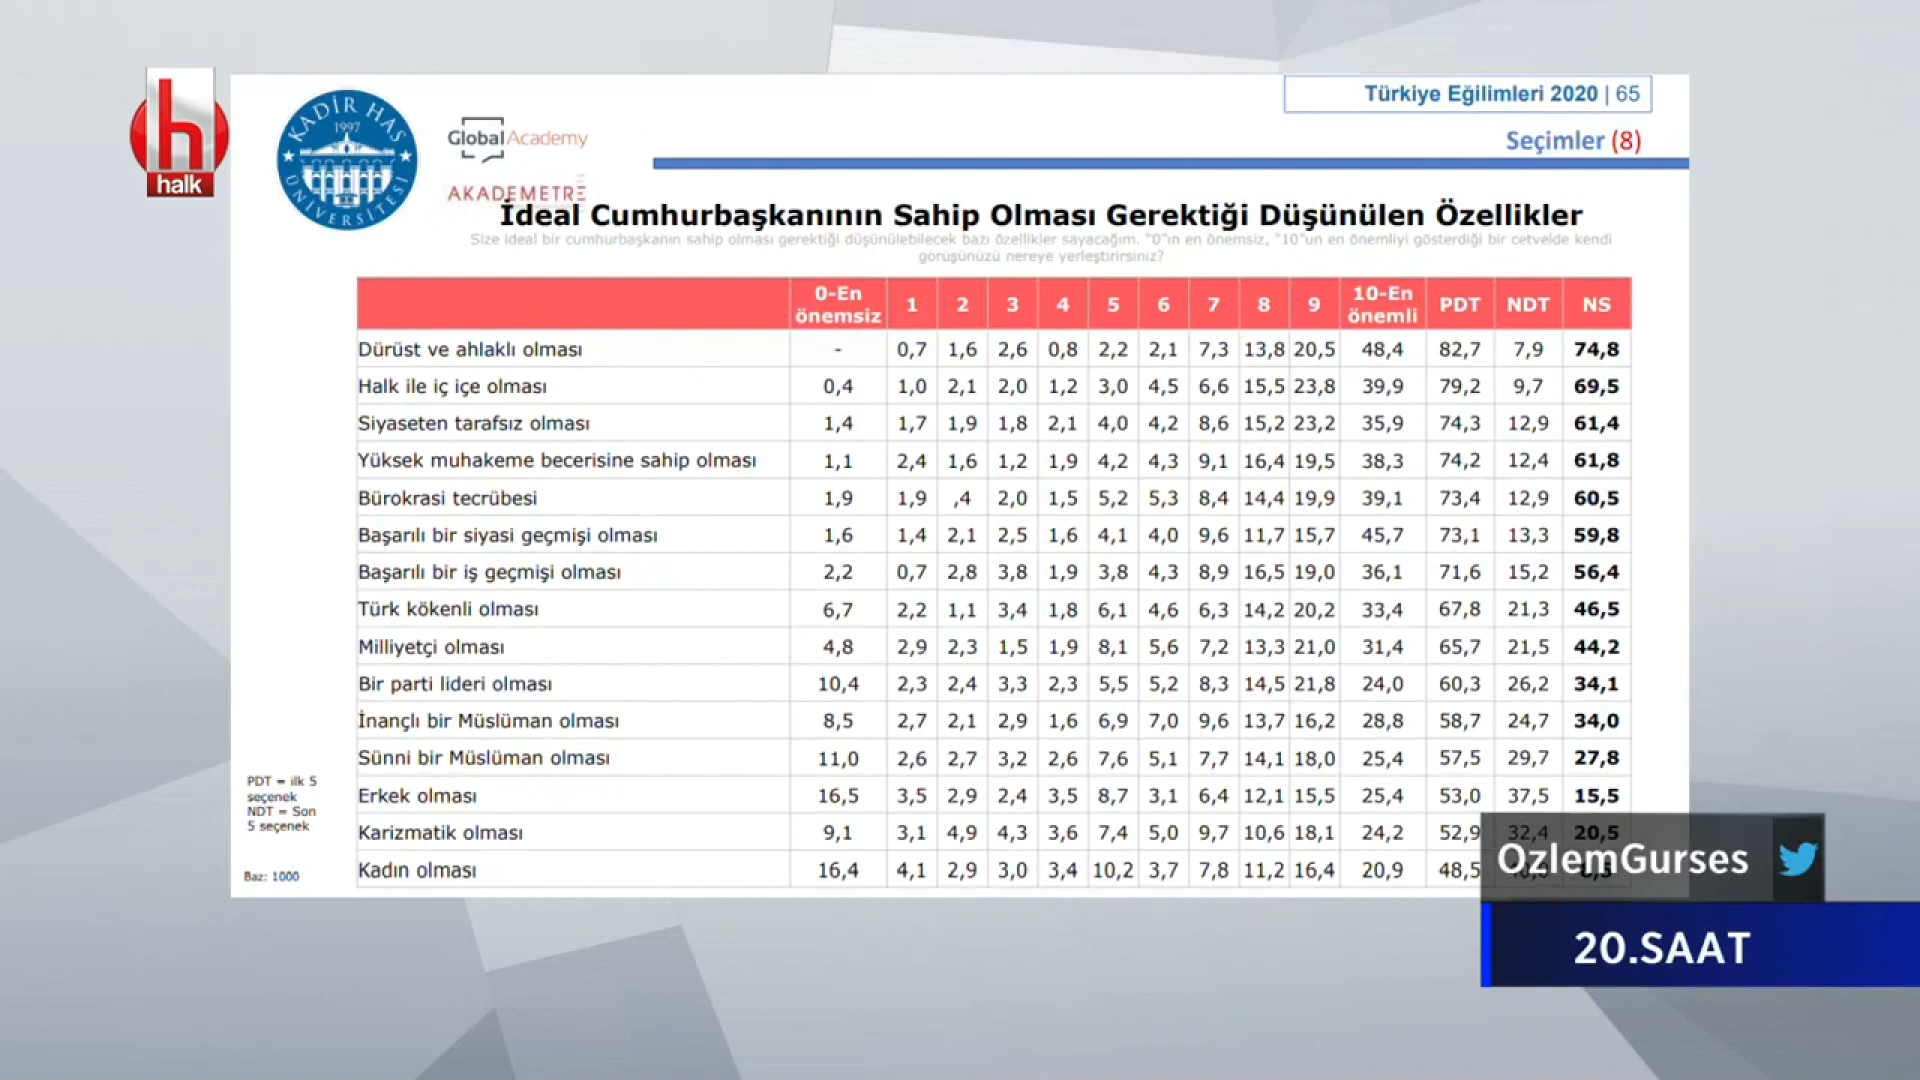 halk
KADİR HAS
1997
ÜNİVERSİTESİ
GlobalAcademy
AKADEMETRE
Türkiye Eğilimleri 2020 | 65
Seçimler (8)
İdeal Cumhurbaşkanının Sahip Olması Gerektiği Düşünülen Özellikler
Size ideal bir cumhurbaşkanın sahip olması gerektiği düşünülebilecek bazı özellikler sayacağım. "0"ın en önemsiz, "10"un en önemliyi gösterdiği bir cetvelde kendi
görüşünüzü nereye yerleştirirsiniz?
0-En önemsiz 1 2 3 4 5 6 7 8 9 10-En önemli PDT NDT NS
Dürüst ve ahlaklı olması - 0,7 1,6 2,6 0,8 2,2 2,1 7,3 13,8 20,5 48,4 82,7 7,9 74,8
Halk ile iç içe olması 0,4 1,0 2,1 2,0 1,2 3,0 4,5 6,6 15,5 23,8 39,9 79,2 9,7 69,5
Siyaseten tarafsız olması 1,4 1,7 1,9 1,8 2,1 4,0 4,2 8,6 15,2 23,2 35,9 74,3 12,9 61,4
Yüksek muhakeme becerisine sahip olması 1,1 2,4 1,6 1,2 1,9 4,2 4,3 9,1 16,4 19,5 38,3 74,2 12,4 61,8
Bürokrasi tecrübesi 1,9 1,9 ,4 2,0 1,5 5,2 5,3 8,4 14,4 19,9 39,1 73,4 12,9 60,5
Başarılı bir siyasi geçmişi olması 1,6 1,4 2,1 2,5 1,6 4,1 4,0 9,6 11,7 15,7 45,7 73,1 13,3 59,8
Başarılı bir iş geçmişi olması 2,2 0,7 2,8 3,8 1,9 3,8 4,3 8,9 16,5 19,0 36,1 71,6 15,2 56,4
Türk kökenli olması 6,7 2,2 1,1 3,4 1,8 6,1 4,6 6,3 14,2 20,2 33,4 67,8 21,3 46,5
Milliyetçi olması 4,8 2,9 2,3 1,5 1,9 8,1 5,6 7,2 13,3 21,0 31,4 65,7 21,5 44,2
Bir parti lideri olması 10,4 2,3 2,4 3,3 2,3 5,5 5,2 8,3 14,5 21,8 24,0 60,3 26,2 34,1
İnançlı bir Müslüman olması 8,5 2,7 2,1 2,9 1,6 6,9 7,0 9,6 13,7 16,2 28,8 58,7 24,7 34,0
Sünni bir Müslüman olması 11,0 2,6 2,7 3,2 2,6 7,6 5,1 7,7 14,1 18,0 25,4 57,5 29,7 27,8
Erkek olması 16,5 3,5 2,9 2,4 3,5 8,7 3,1 6,4 12,1 15,5 25,4 53,0 37,5 15,5
Karizmatik olması 9,1 3,1 4,9 4,3 3,6 7,4 5,0 9,7 10,6 18,1 24,2 52,9 32,4 20,5
Kadın olması 16,4 4,1 2,9 3,0 3,4 10,2 3,7 7,8 11,2 16,4 20,9 48,5
PDT = ilk 5
seçenek
NDT = Son
5 seçenek
Baz: 1000
OzlemGurses
20.SAAT